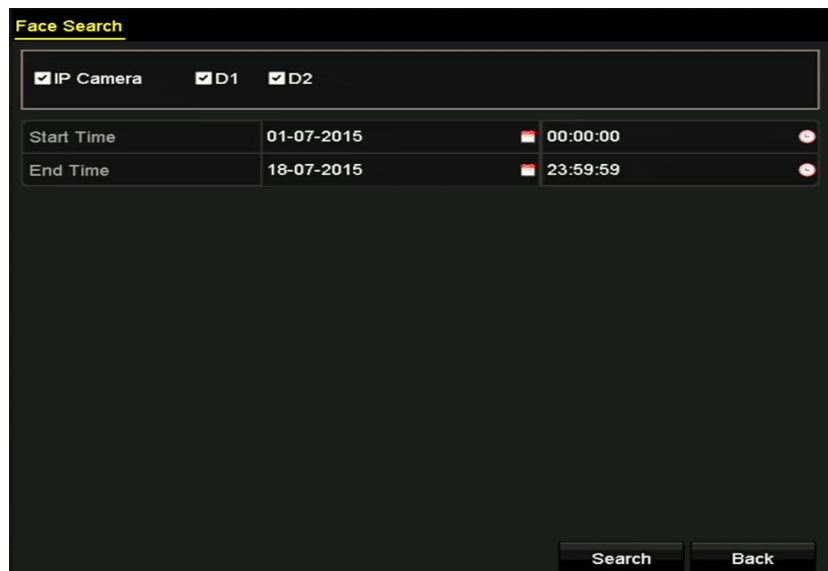 Face Search
IP Camera D1 D2
Start Time 01-07-2015 00:00:00
End Time 18-07-2015 23:59:59
Search Back